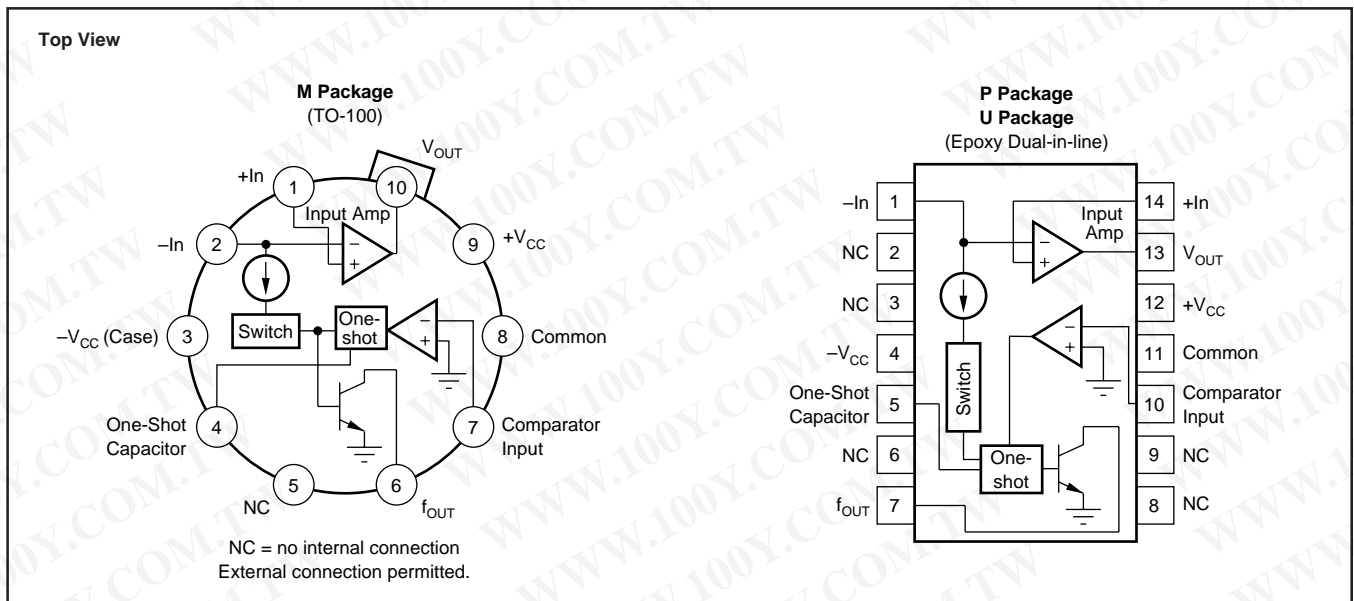 Top View
M Package
(TO-100)
VOUT
+In
1
10
Input Amp
–In
2
–
+
9
+VCC
–VCC (Case)
3
Switch
One-
shot
–
+
8
Common
One-Shot
Capacitor
4
7
Comparator
Input
5
NC
6
fOUT
NC = no internal connection
External connection permitted.
P Package
U Package
(Epoxy Dual-in-line)
–In
1
14
+In
Input
Amp
–
+
NC
2
13
VOUT
NC
3
12
+VCC
–VCC
4
–
+
11
Common
Switch
One-Shot
Capacitor
5
10
Comparator
Input
NC
6
One-
shot
9
NC
fOUT
7
8
NC
WWW.100Y.COM.TW